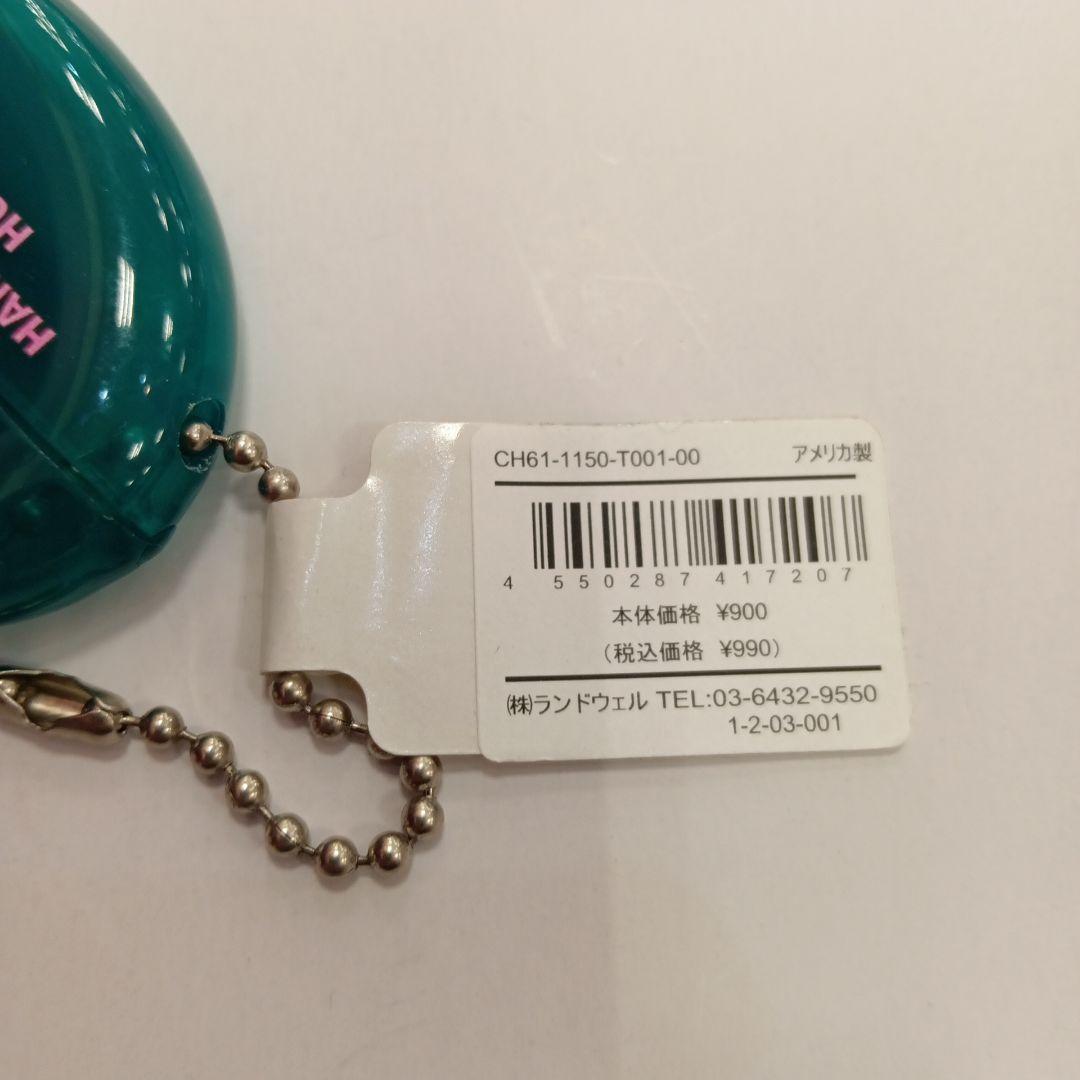 CH61-1150-T001-00 アメリカ製
4 550287 417207
本体価格 ¥900
(税込価格 ¥990)
㈱ランドウェル TEL:03-6432-9550
1-2-03-001